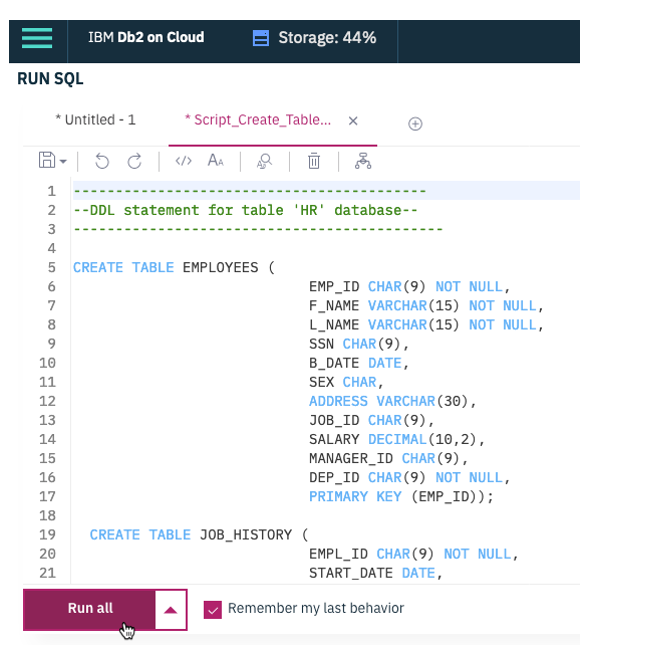 IBM Db2 on Cloud Storage: 44%
RUN SQL
* Untitled - 1 * Script_Create_Table... ×
</> AA
1 ------------------------------------------
2 --DDL statement for table 'HR' database--
3 --------------------------------------------
4
5 CREATE TABLE EMPLOYEES (
6 EMP_ID CHAR(9) NOT NULL,
7 F_NAME VARCHAR(15) NOT NULL,
8 L_NAME VARCHAR(15) NOT NULL,
9 SSN CHAR(9),
10 B_DATE DATE,
11 SEX CHAR,
12 ADDRESS VARCHAR(30),
13 JOB_ID CHAR(9),
14 SALARY DECIMAL(10,2),
15 MANAGER_ID CHAR(9),
16 DEP_ID CHAR(9) NOT NULL,
17 PRIMARY KEY (EMP_ID));
18
19 CREATE TABLE JOB_HISTORY (
20 EMPL_ID CHAR(9) NOT NULL,
21 START_DATE DATE,
Run all Remember my last behavior